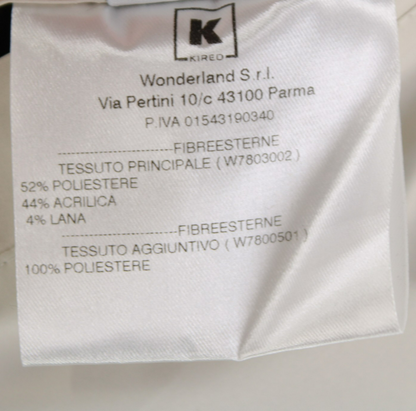 K
KIRED
Wonderland S.r.l.
Via Pertini 10/c 43100 Parma
P.IVA 01543190340
--------------------------FIBREESTERNE
TESSUTO PRINCIPALE ( W7803002 )
52% POLIESTERE
44% ACRILICA
4% LANA
--------------------------FIBREESTERNE
TESSUTO AGGIUNTIVO ( W7800501 )
100% POLIESTERE